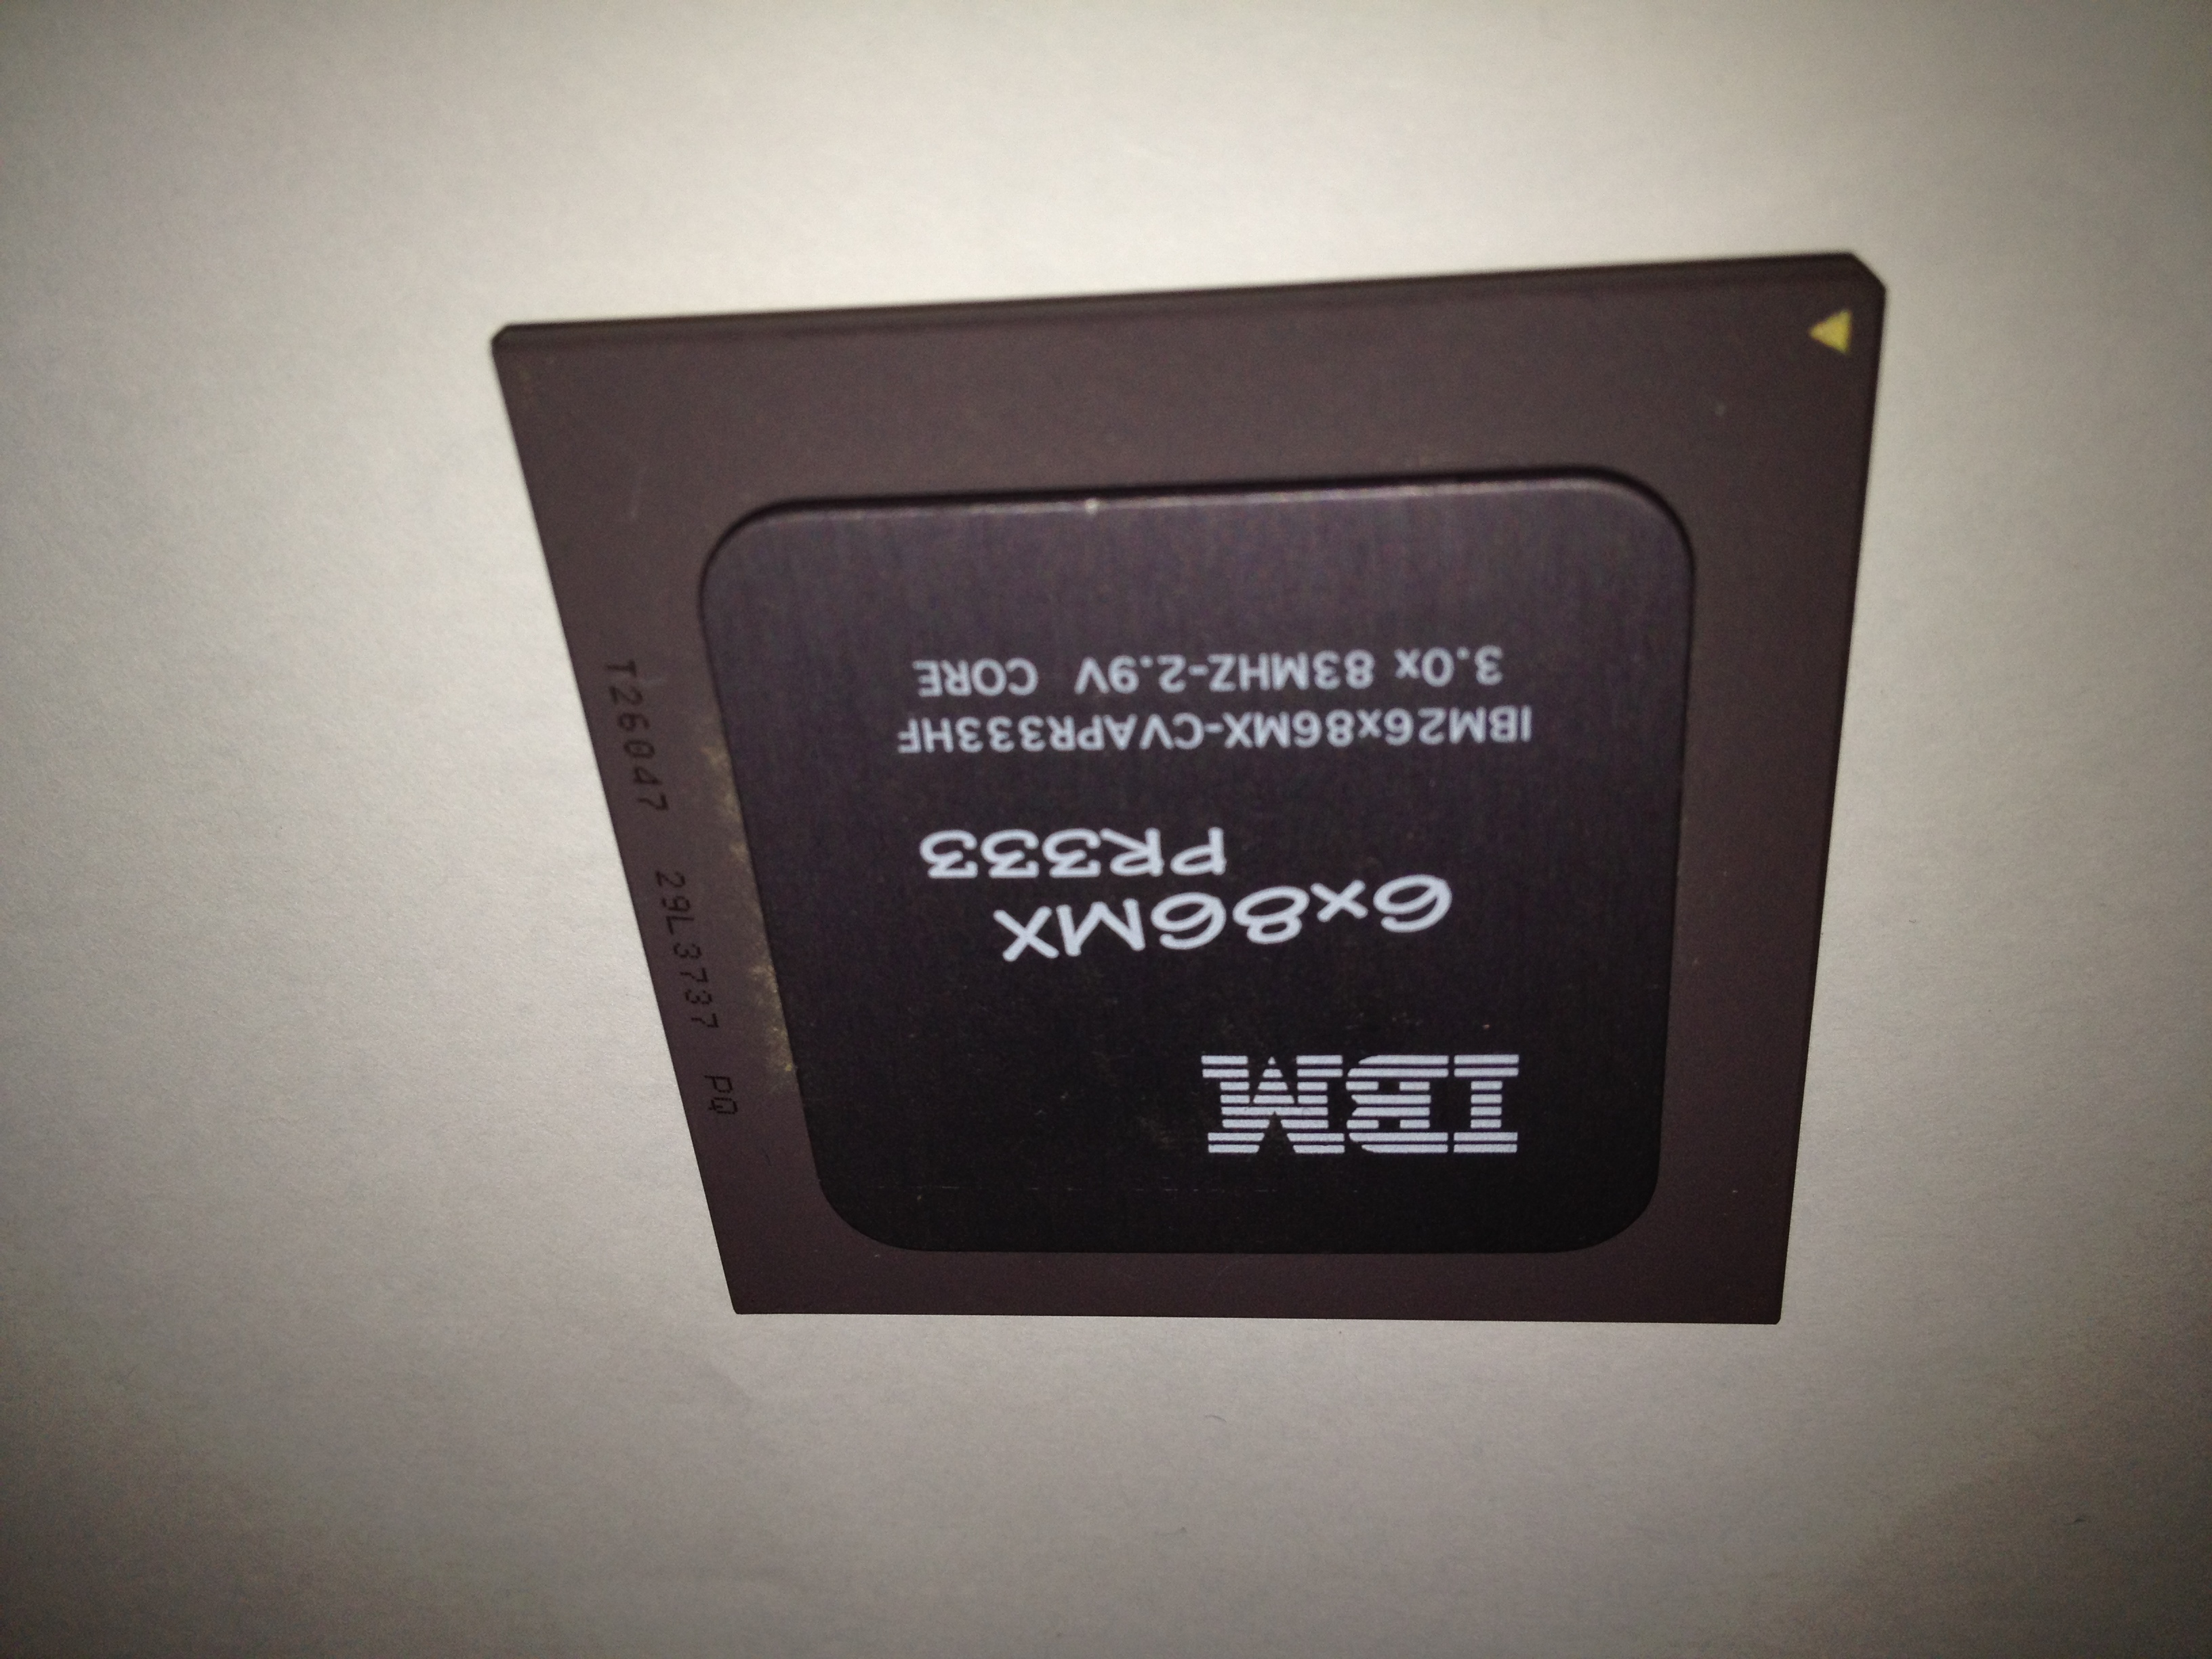 IBM
6x86MX
PR333
IBM26x86MX-CVAPR333HF
3.0x 83MHZ-2.9V CORE
T26047 29L3737 PQ